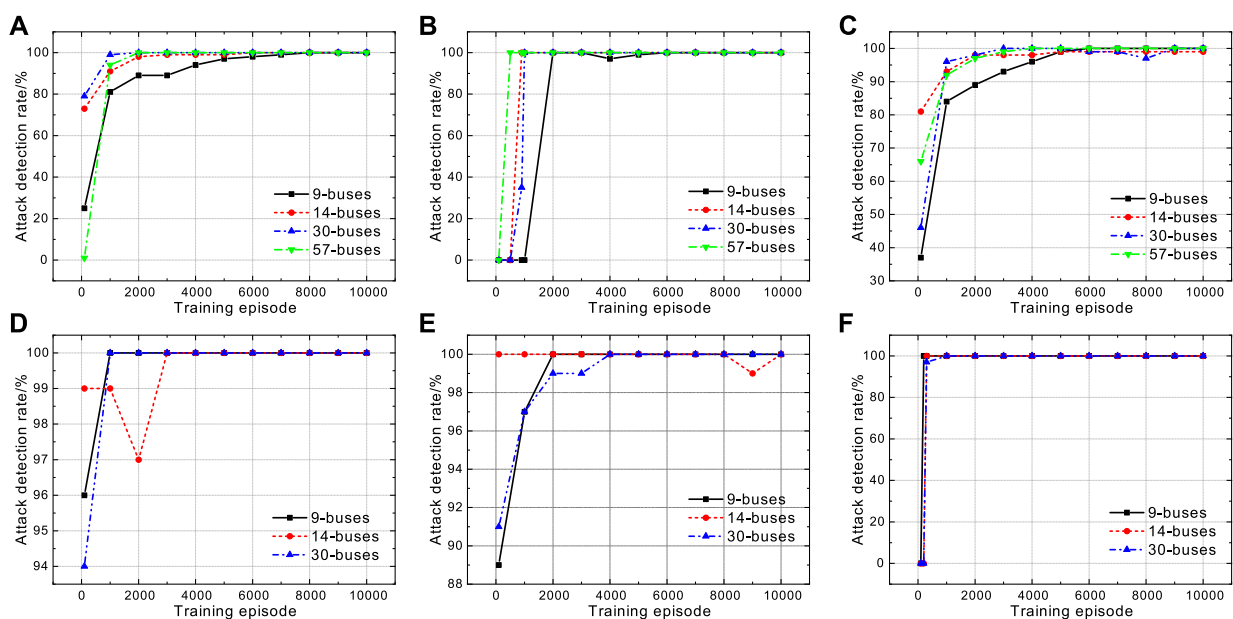 A
Attack detection rate/%
100
80
60
40
20
0
9-buses
14-buses
30-buses
57-buses
0 2000 4000 6000 8000 10000
Training episode
B
Attack detection rate/%
100
80
60
40
20
0
9-buses
14-buses
30-buses
57-buses
0 2000 4000 6000 8000 10000
Training episode
C
Attack detection rate/%
100
90
80
70
60
50
40
30
9-buses
14-buses
30-buses
57-buses
0 2000 4000 6000 8000 10000
Training episode
D
Attack detection rate/%
100
99
98
97
96
95
94
9-buses
14-buses
30-buses
0 2000 4000 6000 8000 10000
Training episode
E
Attack detection rate/%
100
98
96
94
92
90
88
9-buses
14-buses
30-buses
0 2000 4000 6000 8000 10000
Training episode
F
Attack detection rate/%
100
80
60
40
20
0
9-buses
14-buses
30-buses
0 2000 4000 6000 8000 10000
Training episode